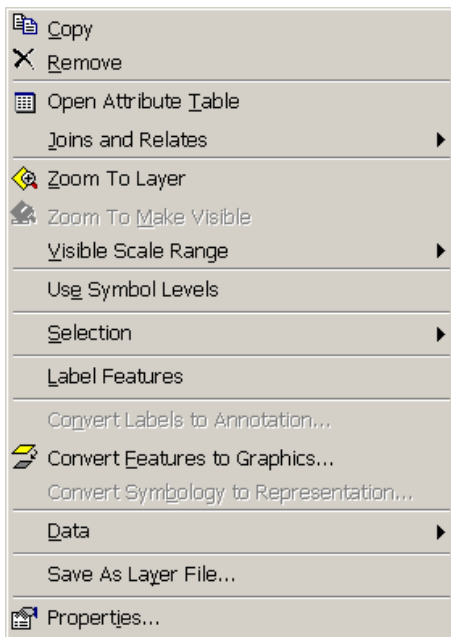 Copy
Remove
Open Attribute Table
Joins and Relates
Zoom To Layer
Zoom To Make Visible
Visible Scale Range
Use Symbol Levels
Selection
Label Features
Convert Labels to Annotation...
Convert Features to Graphics...
Convert Symbology to Representation...
Data
Save As Layer File...
Properties...